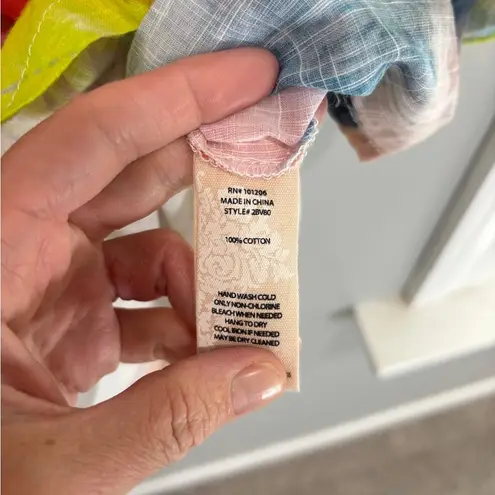 RN# 101206
MADE IN CHINA
STYLE# 2BV80
100% COTTON
HAND WASH COLD
ONLY NON-CHLORINE
BLEACH WHEN NEEDED
HANG TO DRY
COOL IRON IF NEEDED
MAY BE DRY CLEANED